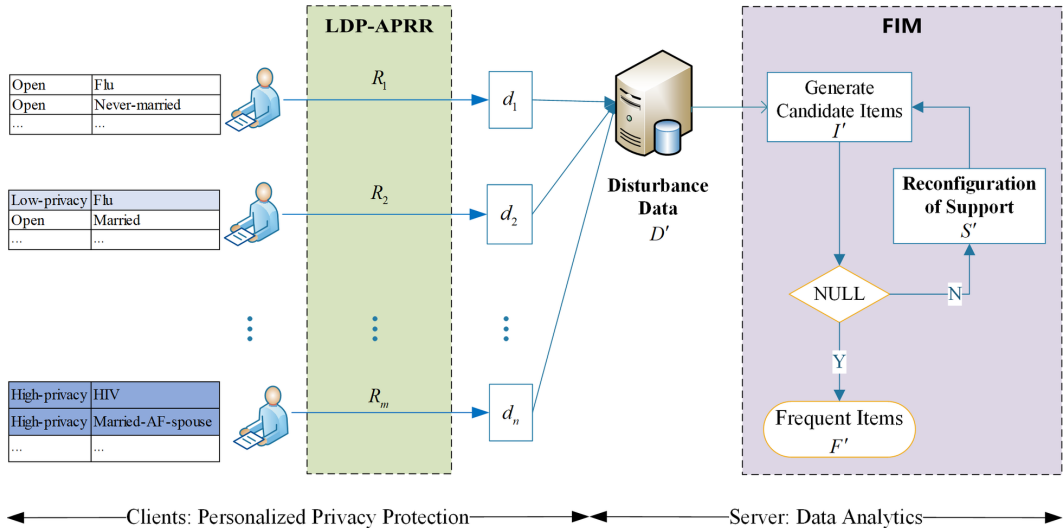 LDP-APRR
FIM
Open Flu
Open Never-married
... ...
R1
d1
Generate
Candidate Items
I′
Low-privacy Flu
Open Married
... ...
R2
d2
Disturbance
Data
D′
Reconfiguration
of Support
S′
NULL
N
Y
High-privacy HIV
High-privacy Married-AF-spouse
... ...
Rm
dn
Frequent Items
F′
Clients: Personalized Privacy Protection
Server: Data Analytics